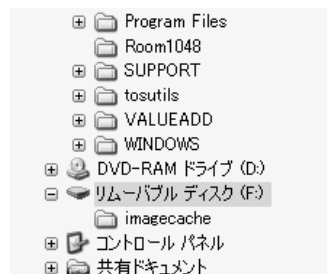 Program Files
Room1048
SUPPORT
tosutils
VALUEADD
WINDOWS
DVD-RAM ドライブ (D:)
リムーバブル ディスク (F:)
imagecache
コントロール パネル
共有ドキュメント